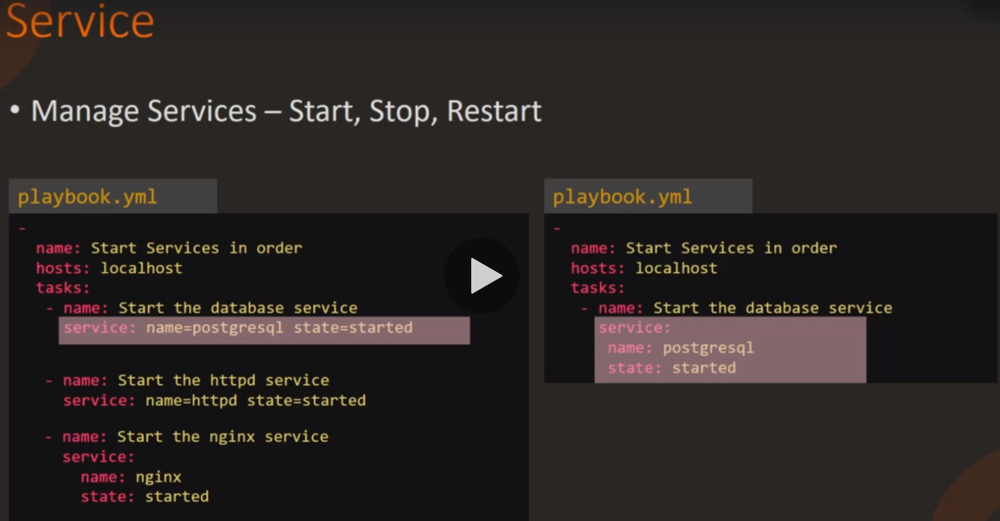 Service
• Manage Services – Start, Stop, Restart
playbook.yml
-
name: Start Services in order
hosts: localhost
tasks:
- name: Start the database service
service: name=postgresql state=started
- name: Start the httpd service
service: name=httpd state=started
- name: Start the nginx service
service:
name: nginx
state: started
playbook.yml
-
name: Start Services in order
hosts: localhost
tasks:
- name: Start the database service
service:
name: postgresql
state: started